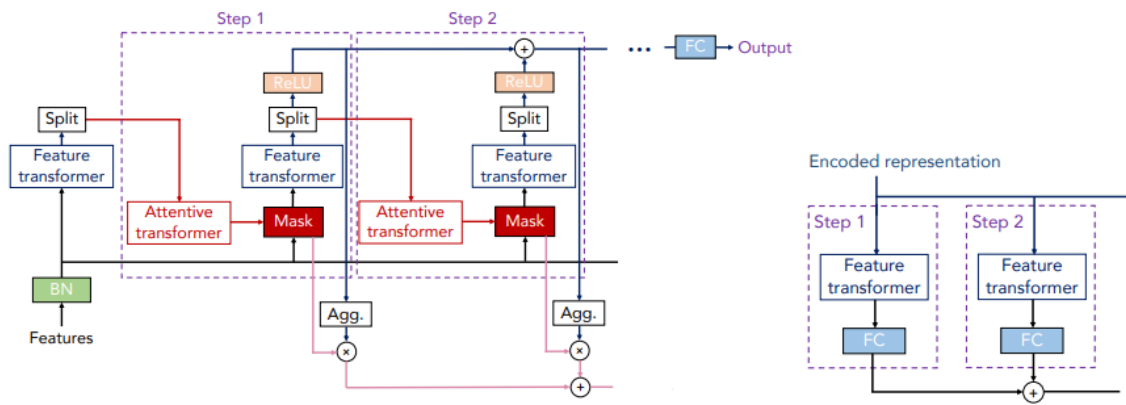 Step 1
Step 2
FC
Output
ReLU
ReLU
Split
Split
Split
Feature
transformer
Feature
transformer
Feature
transformer
Attentive
transformer
Mask
Attentive
transformer
Mask
BN
Features
Agg.
Agg.
Encoded representation
Step 1
Step 2
Feature
transformer
Feature
transformer
FC
FC